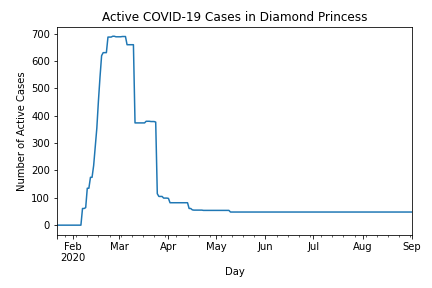 Active COVID-19 Cases in Diamond Princess
Number of Active Cases
700
600
500
400
300
200
100
0
Feb Mar Apr May Jun Jul Aug Sep
2020
Day